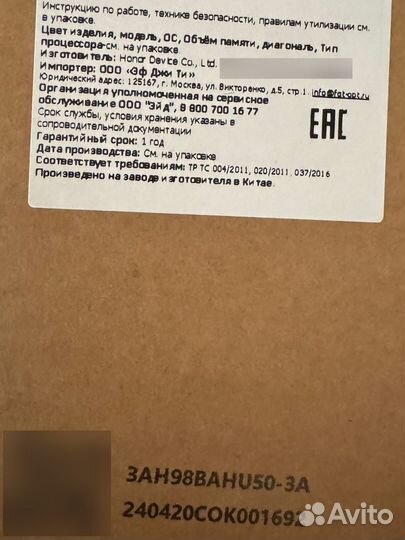 Инструкцию по работе, технике безопасности, правилам утилизации см.
в упаковке.
Цвет изделия, модель, ОС, Объём памяти, диагональ, Тип
процессора-см. на упаковке.
Изготовитель: Honor Device Co., Ltd.
Импортер: ООО «Эф Джи Ти»
Юридический адрес: 125167, г. Москва, ул. Викторенко, д.5, стр.1. info@fgt-opt.ru
Организация уполномоченная на сервисное
обслуживание ООО "Эйд", 8 800 700 16 77
Срок службы, условия хранения указаны в
сопроводительной документации
Гарантийный срок: 1 год
Дата производства: См. на упаковке
Соответствует требованиям: ТР ТС 004/2011, 020/2011, 037/2016
Произведено на заводе изготовителя в Китае.
EAC
3AH98BAHU50-3A
240420COK001692
Avito